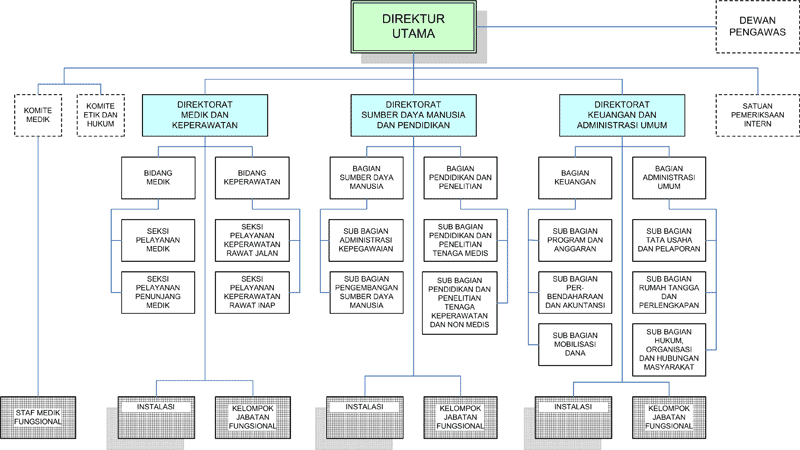 DIREKTUR
UTAMA
DEWAN
PENGAWAS
KOMITE
MEDIK
KOMITE
ETIK DAN
HUKUM
DIREKTORAT
MEDIK DAN
KEPERAWATAN
DIREKTORAT
SUMBER DAYA MANUSIA
DAN PENDIDIKAN
DIREKTORAT
KEUANGAN DAN
ADMINISTRASI UMUM
SATUAN
PEMERIKSAAN
INTERN
BIDANG
MEDIK
BIDANG
KEPERAWATAN
BAGIAN
SUMBER DAYA
MANUSIA
BAGIAN
PENDIDIKAN DAN
PENELITIAN
BAGIAN
KEUANGAN
BAGIAN
ADMINISTRASI
UMUM
SEKSI
PELAYANAN
MEDIK
SEKSI
PELAYANAN
KEPERAWATAN
RAWAT JALAN
SUB BAGIAN
ADMINISTRASI
KEPEGAWAIAN
SUB BAGIAN
PENDIDIKAN DAN
PENELITIAN
TENAGA MEDIS
SUB BAGIAN
PROGRAM DAN
ANGGARAN
SUB BAGIAN
TATA USAHA
DAN PELAPORAN
SEKSI
PELAYANAN
PENUNJANG
MEDIK
SEKSI
PELAYANAN
KEPERAWATAN
RAWAT INAP
SUB BAGIAN
PENGEMBANGAN
SUMBER DAYA
MANUSIA
SUB BAGIAN
PENDIDIKAN DAN
PENELITIAN
TENAGA
KEPERAWATAN
DAN NON MEDIS
SUB BAGIAN
PER-
BENDAHARAAN
DAN AKUNTANSI
SUB BAGIAN
RUMAH TANGGA
DAN
PERLENGKAPAN
SUB BAGIAN
MOBILISASI
DANA
SUB BAGIAN
HUKUM,
ORGANISASI
DAN HUBUNGAN
MASYARAKAT
STAF MEDIK
FUNGSIONAL
INSTALASI
KELOMPOK
JABATAN
FUNGSIONAL
INSTALASI
KELOMPOK
JABATAN
FUNGSIONAL
INSTALASI
KELOMPOK
JABATAN
FUNGSIONAL